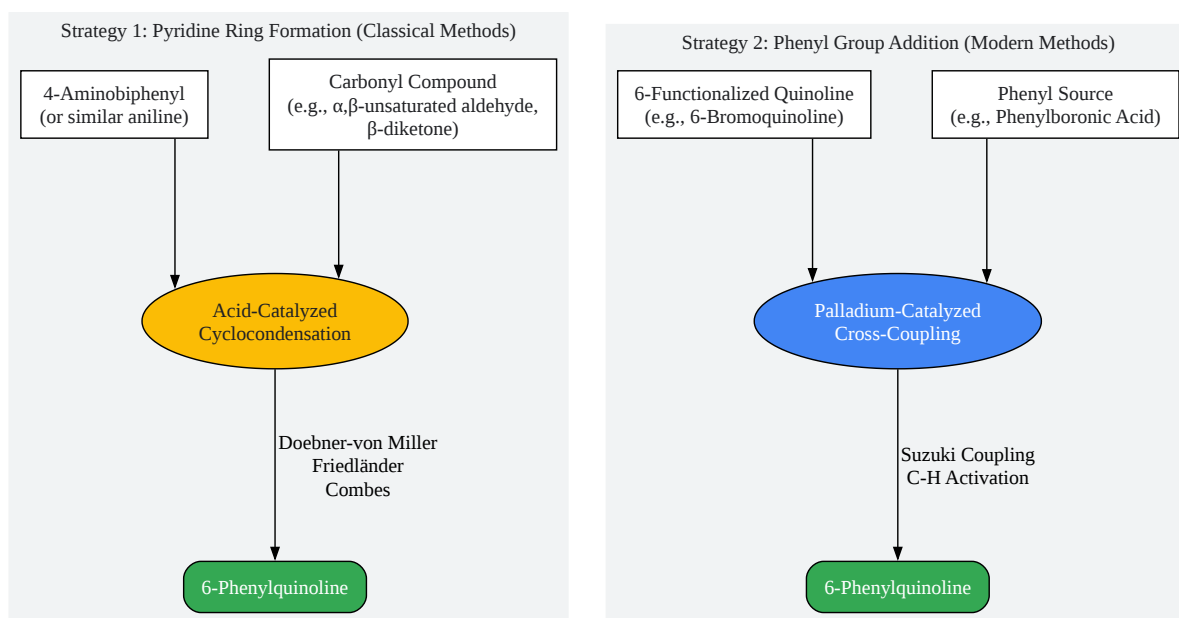 Strategy 1: Pyridine Ring Formation (Classical Methods)
4-Aminobiphenyl
(or similar aniline)
Carbonyl Compound
(e.g., α,β-unsaturated aldehyde,
β-diketone)
Acid-Catalyzed
Cyclocondensation
Doebner-von Miller
Friedländer
Combes
6-Phenylquinoline
Strategy 2: Phenyl Group Addition (Modern Methods)
6-Functionalized Quinoline
(e.g., 6-Bromoquinoline)
Phenyl Source
(e.g., Phenylboronic Acid)
Palladium-Catalyzed
Cross-Coupling
Suzuki Coupling
C-H Activation
6-Phenylquinoline